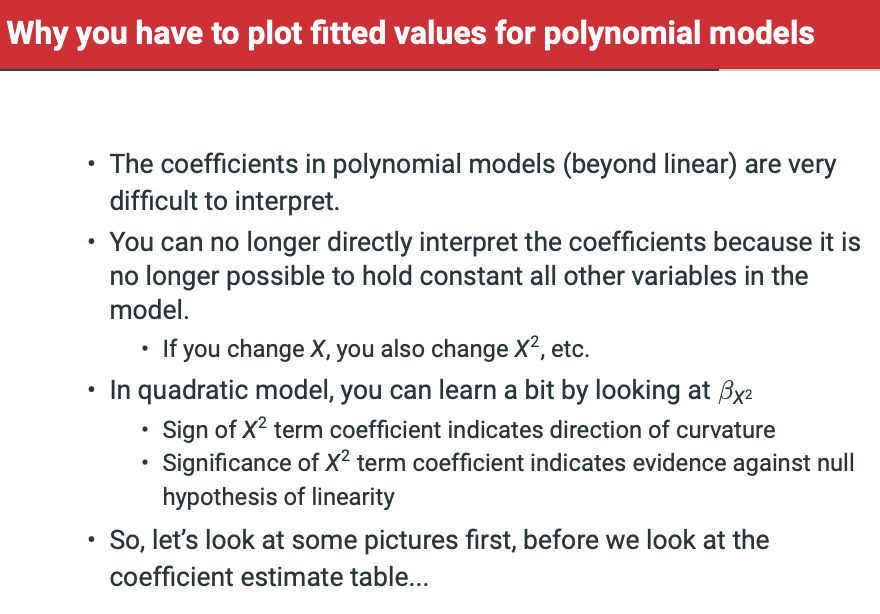 Why you have to plot fitted values for polynomial models
• The coefficients in polynomial models (beyond linear) are very
difficult to interpret.
• You can no longer directly interpret the coefficients because it is
no longer possible to hold constant all other variables in the
model.
• If you change X, you also change X², etc.
• In quadratic model, you can learn a bit by looking at β_X²
• Sign of X² term coefficient indicates direction of curvature
• Significance of X² term coefficient indicates evidence against null
hypothesis of linearity
• So, let’s look at some pictures first, before we look at the
coefficient estimate table...